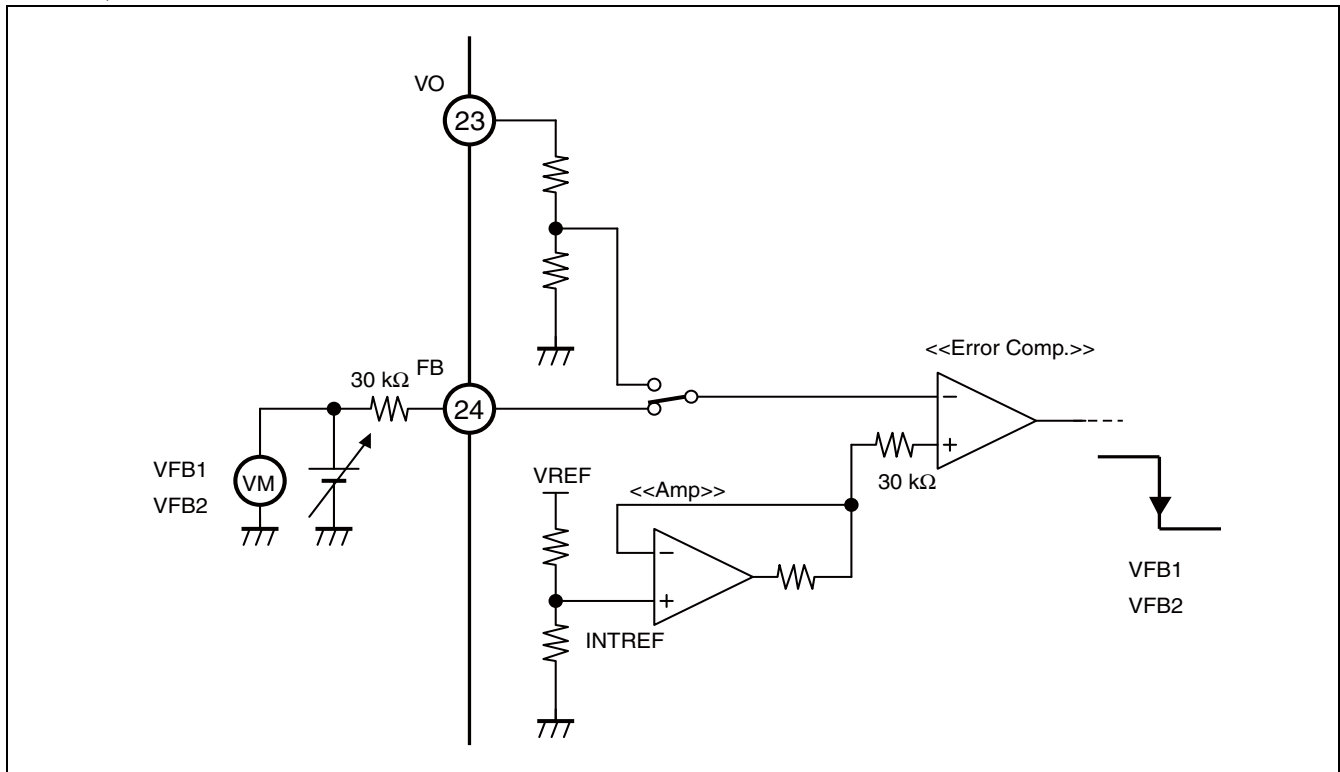 VO
23
<<Error Comp.>>
30 kΩ
FB
24
−
+
30 kΩ
VFB1
VFB2
VM
VREF
<<Amp>>
−
+
INTREF
VFB1
VFB2